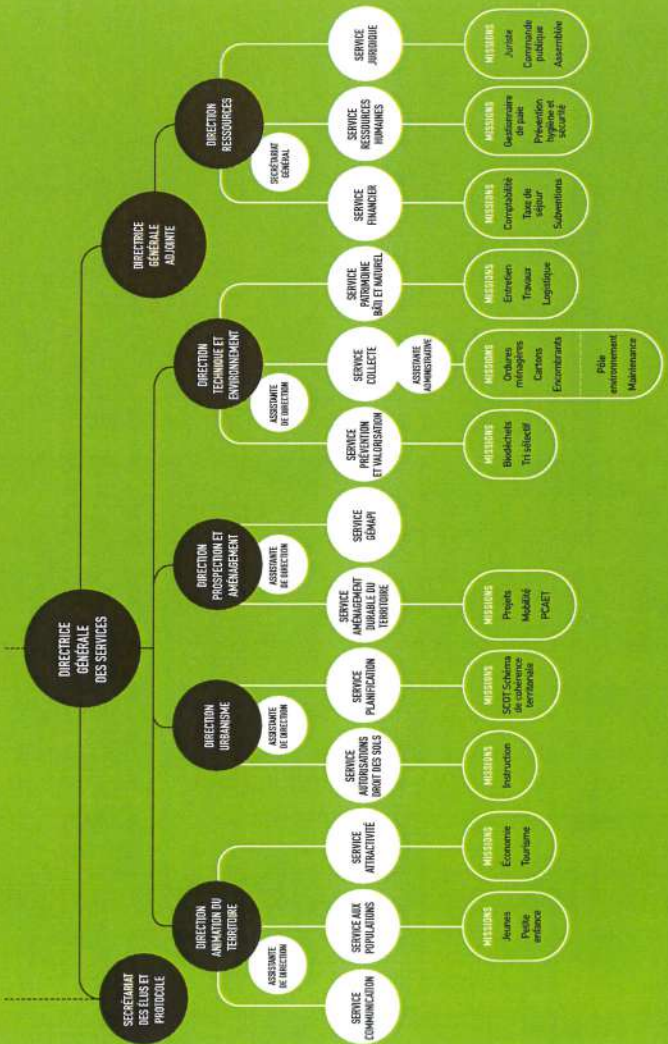 DIRECTRICE
GÉNÉRALE
DES SERVICES
SECRÉTARIAT
DES ÉLUS ET
PROTOCOLE
DIRECTRICE
GÉNÉRALE
ADJOINTE
DIRECTION
ANIMATION DU
TERRITOIRE
ASSISTANTE
DE DIRECTION
DIRECTION
URBANISME
ASSISTANTE
DE DIRECTION
DIRECTION
PROSPECTION ET
AMÉNAGEMENT
ASSISTANTE
DE DIRECTION
DIRECTION
TECHNIQUE ET
ENVIRONNEMENT
ASSISTANTE
DE DIRECTION
DIRECTION
RESSOURCES
SECRÉTARIAT
GÉNÉRAL
SERVICE
COMMUNICATION
SERVICE AUX
POPULATIONS
SERVICE
ATTRACTIVITÉ
SERVICE
AUTORISATIONS
DROIT DES SOLS
SERVICE
PLANIFICATION
SERVICE
AMÉNAGEMENT
DURABLE DU
TERRITOIRE
SERVICE
GÉMAPI
SERVICE
PRÉVENTION
ET VALORISATION
SERVICE
COLLECTE
ASSISTANTE
ADMINISTRATIVE
SERVICE
PATRIMOINE
BÂTI ET NATUREL
SERVICE
FINANCIER
SERVICE
RESSOURCES
HUMAINES
SERVICE
JURIDIQUE
MISSIONS
Jeunes
Petite
enfance
MISSIONS
Économie
Tourisme
MISSIONS
Instruction
MISSIONS
SCOT Schéma
de cohérence
territoriale
MISSIONS
Projets
Mobilité
PCAET
MISSIONS
Biodéchets
Tri sélectif
MISSIONS
Ordures
ménagères
Cartons
Encombrants
Pôle
environnement
Maintenance
MISSIONS
Entretien
Travaux
Logistique
MISSIONS
Comptabilité
Taxe de
séjour
Subventions
MISSIONS
Gestionnaire
de paie
Prévention
hygiène et
sécurité
MISSIONS
Juriste
Commande
publique
Assemblée